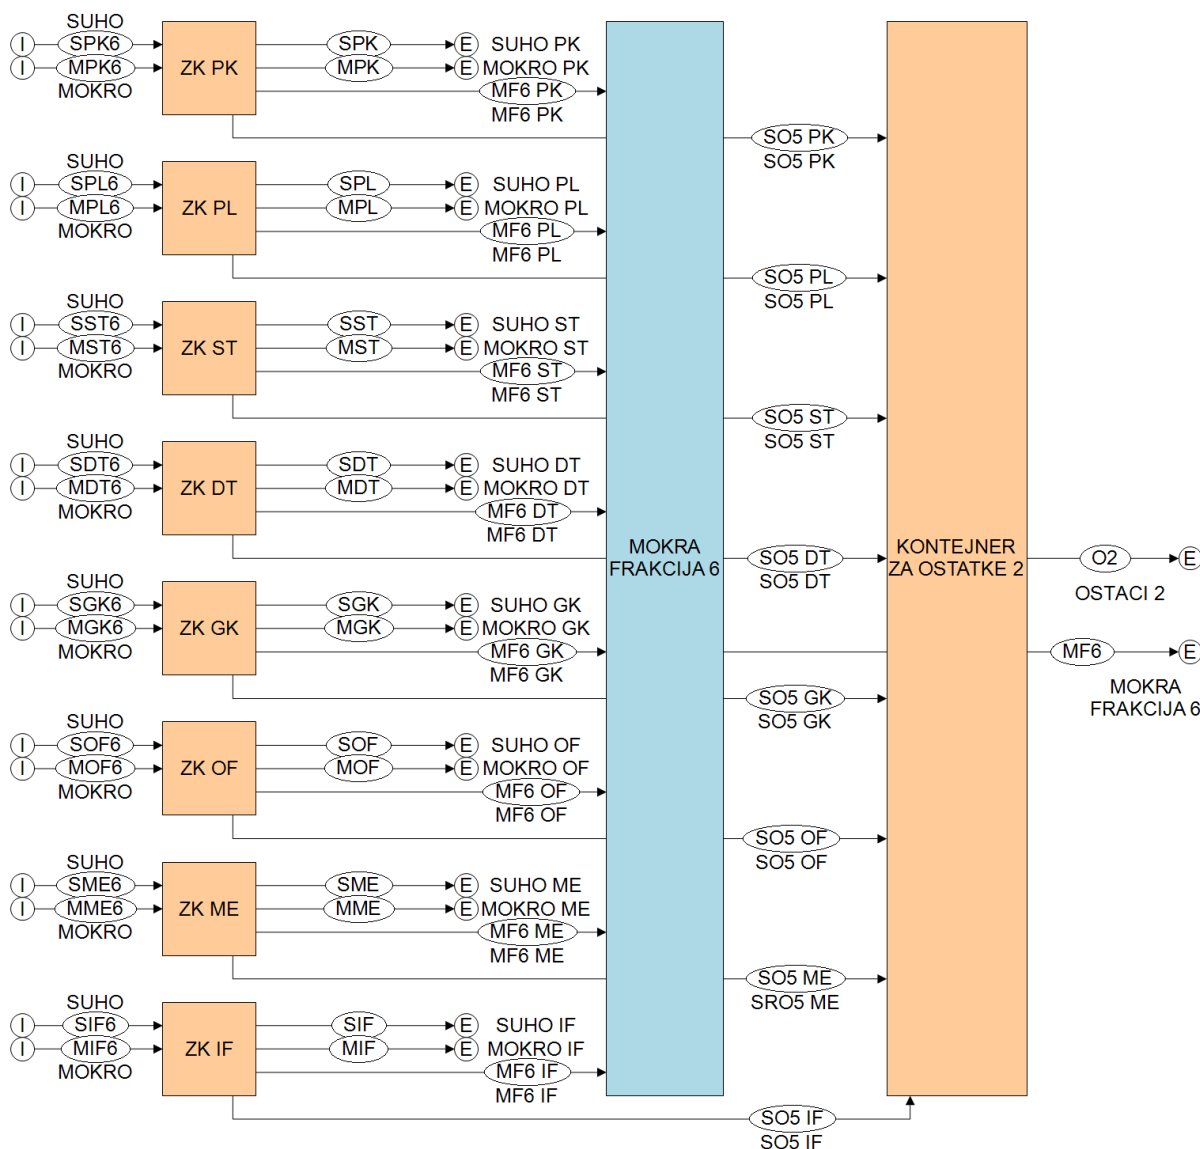 SUHO
I SPK6 SPK E SUHO PK
I MPK6 ZK PK MPK E MOKRO PK
MOKRO MF6 PK
MF6 PK
SO5 PK
SO5 PK
SUHO
I SPL6 SPL E SUHO PL
I MPL6 ZK PL MPL E MOKRO PL
MOKRO MF6 PL
MF6 PL
SO5 PL
SO5 PL
SUHO
I SST6 SST E SUHO ST
I MST6 ZK ST MST E MOKRO ST
MOKRO MF6 ST
MF6 ST
SO5 ST
SO5 ST
SUHO
I SDT6 SDT E SUHO DT
I MDT6 ZK DT MDT E MOKRO DT
MOKRO MF6 DT
MF6 DT
MOKRA
FRAKCIJA 6
SO5 DT
SO5 DT
KONTEJNER
ZA OSTATKE 2
O2 E
OSTACI 2
SUHO
I SGK6 SGK E SUHO GK
I MGK6 ZK GK MGK E MOKRO GK
MOKRO MF6 GK
MF6 GK
MF6 E
MOKRA
FRAKCIJA 6
SO5 GK
SO5 GK
SUHO
I SOF6 SOF E SUHO OF
I MOF6 ZK OF MOF E MOKRO OF
MOKRO MF6 OF
MF6 OF
SO5 OF
SO5 OF
SUHO
I SME6 SME E SUHO ME
I MME6 ZK ME MME E MOKRO ME
MOKRO MF6 ME
MF6 ME
SO5 ME
SRO5 ME
SUHO
I SIF6 SIF E SUHO IF
I MIF6 ZK IF MIF E MOKRO IF
MOKRO MF6 IF
MF6 IF
SO5 IF
SO5 IF